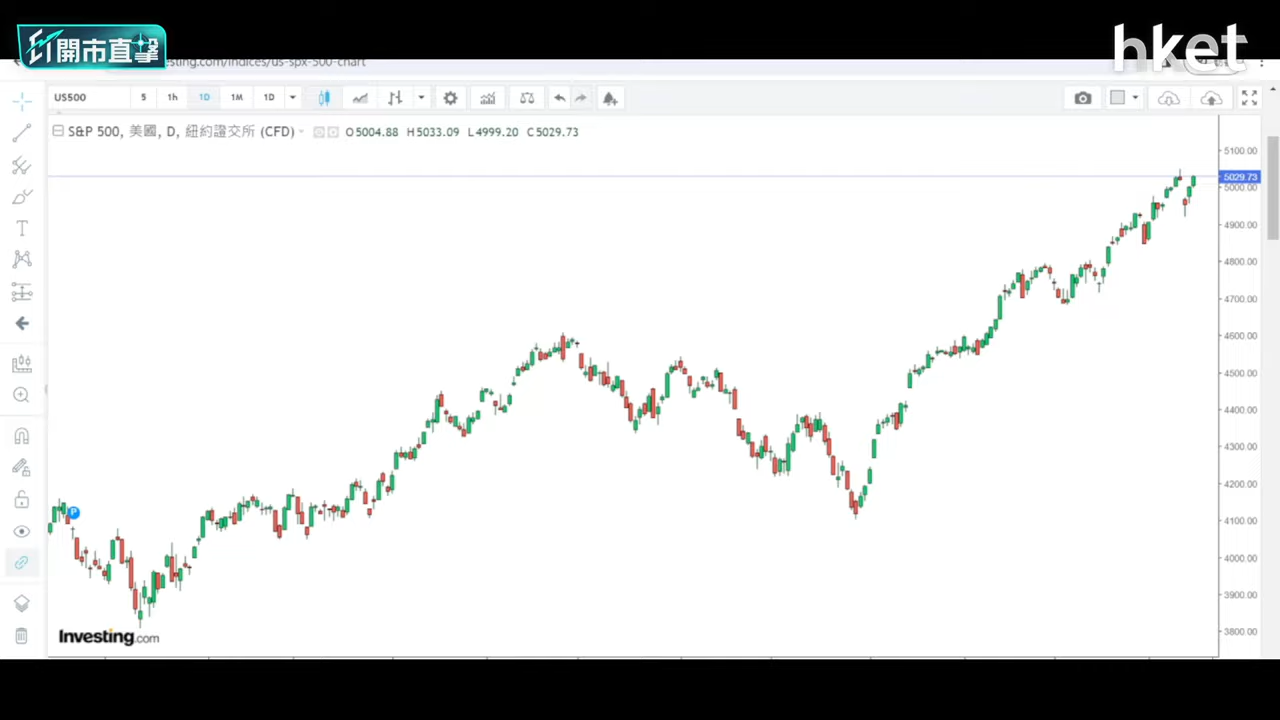 開市直擊
hket
esting.com/indices/us-spx-500-chart
US500 5 1h 1D 1M 1D
S&P 500, 美國, D, 紐約證交所 (CFD) O5004.88 H5033.09 L4999.20 C5029.73
5100.00
5029.73
5000.00
4900.00
4800.00
4700.00
4600.00
4500.00
4400.00
4300.00
4200.00
P
4100.00
4000.00
3900.00
3800.00
Investing.com